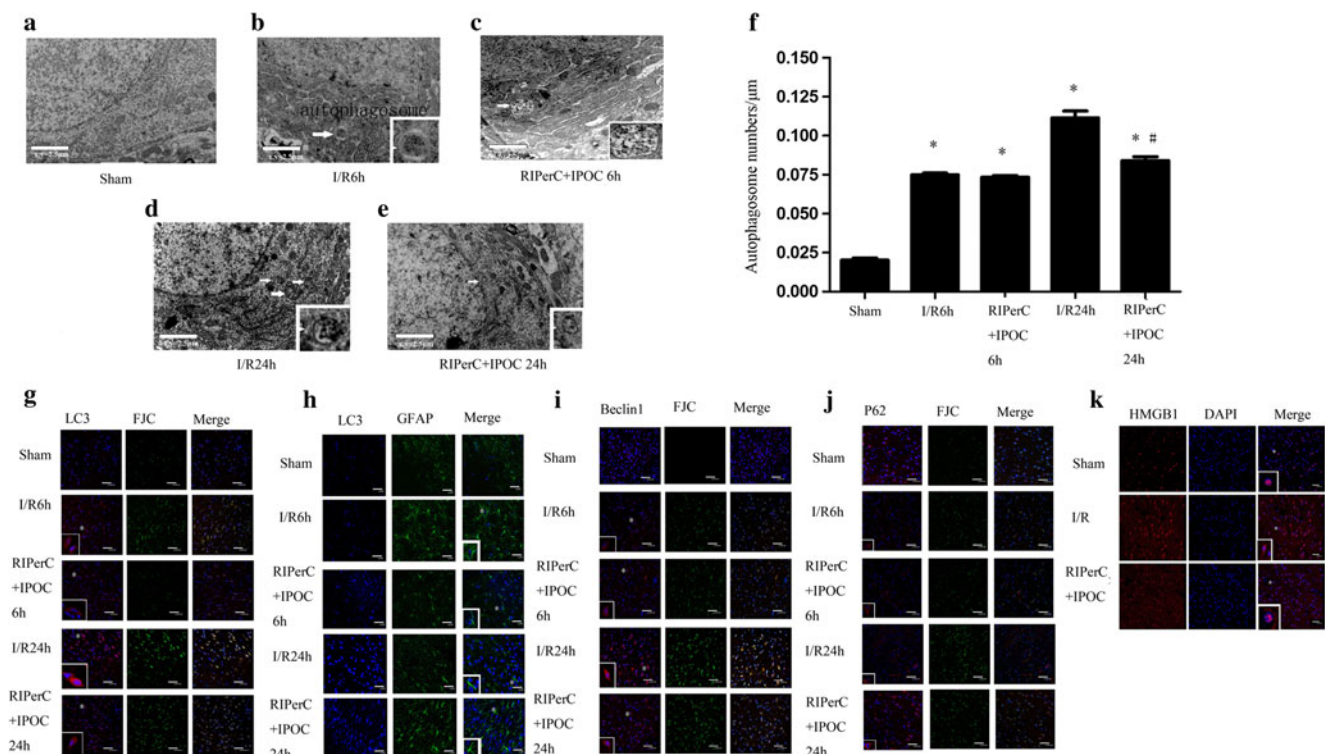 a
b
c
Sham
autophagosome
I/R6h
RIPerC+IPOC 6h
d
e
I/R24h
RIPerC+IPOC 24h
f
Autophagosome numbers/μm
0.150
0.125
0.100
0.075
0.050
0.025
0.000
*
*
*
* #
Sham
I/R6h
RIPerC
+IPOC
6h
I/R24h
RIPerC
+IPOC
24h
g
LC3 FJC Merge
Sham
I/R6h
RIPerC
+IPOC
6h
I/R24h
RIPerC
+IPOC
24h
h
LC3 GFAP Merge
Sham
I/R6h
RIPerC
+IPOC
6h
I/R24h
RIPerC
+IPOC
24h
i
Beclin1 FJC Merge
Sham
I/R6h
RIPerC
+IPOC
6h
I/R24h
RIPerC
+IPOC
24h
j
P62 FJC Merge
Sham
I/R6h
RIPerC
+IPOC
6h
I/R24h
RIPerC
+IPOC
24h
k
HMGB1 DAPI Merge
Sham
I/R
RIPerC
+IPOC